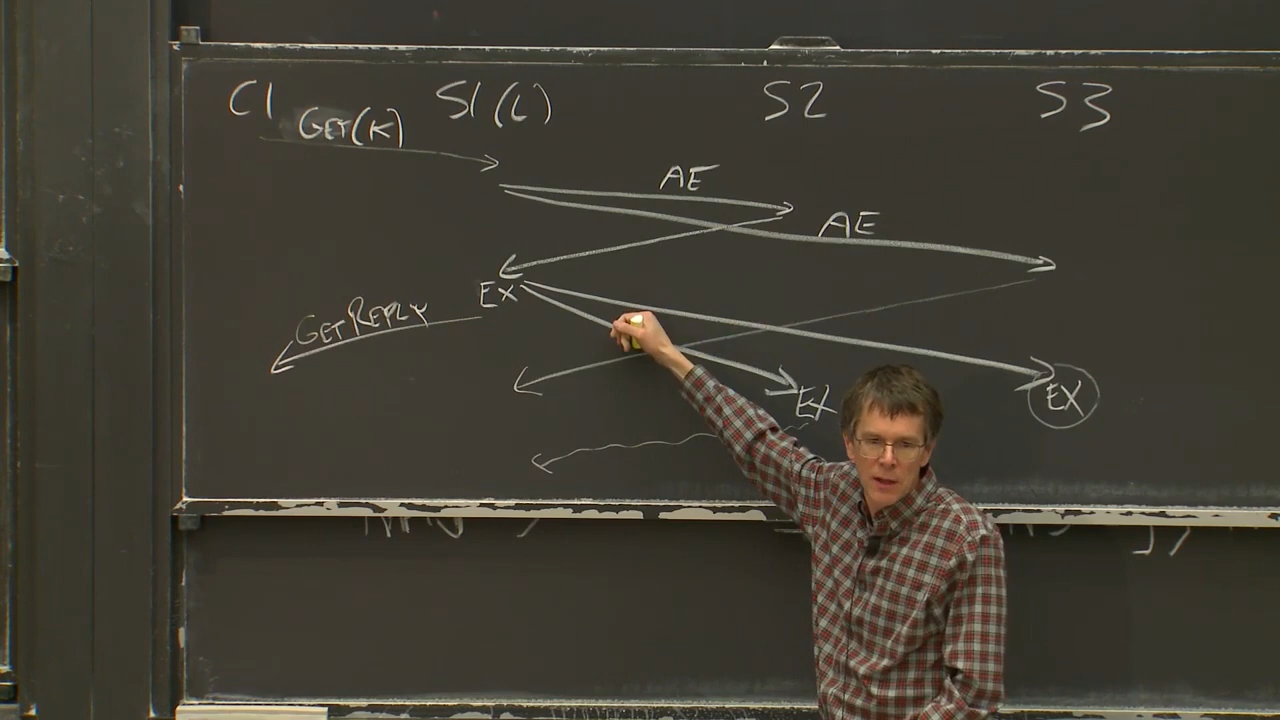 C1 S1(L) S2 S3
GET(K)
AE
AE
EX
GET REPLY
EX
EX